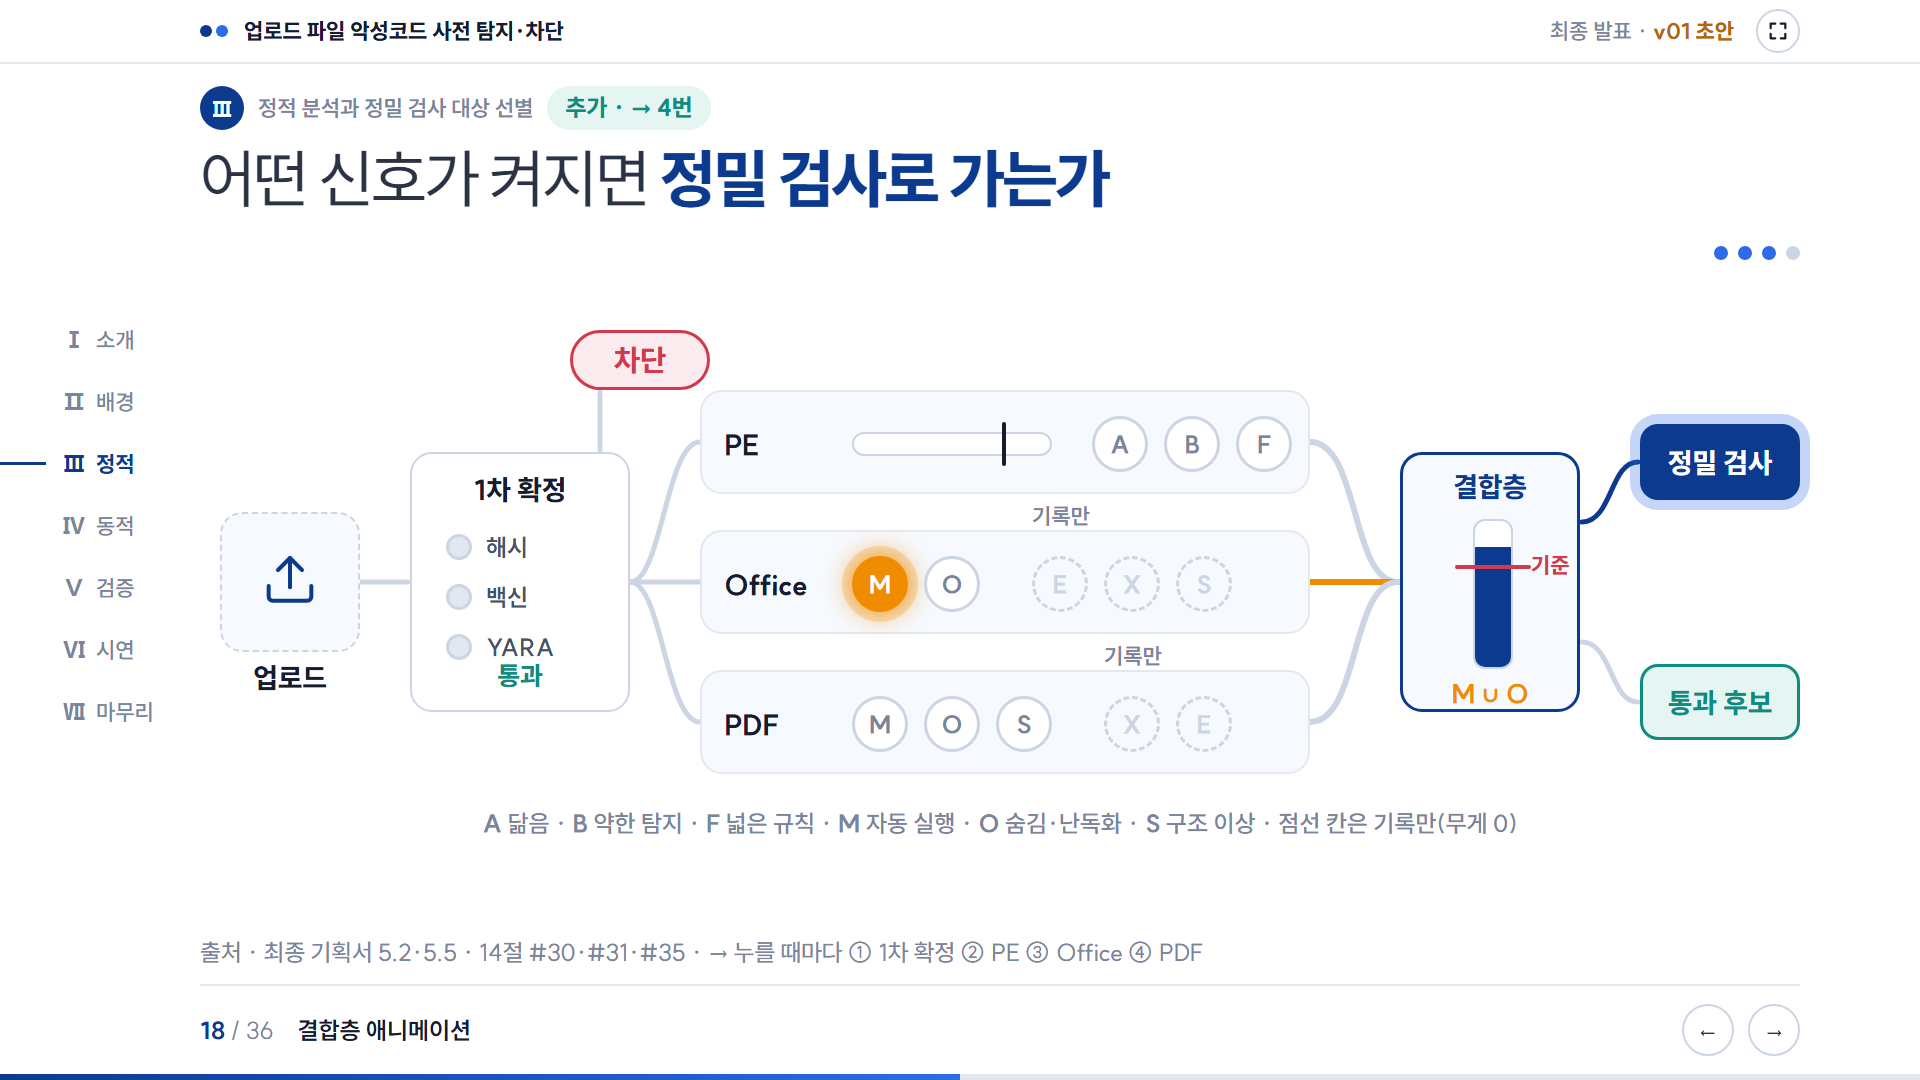 업로드 파일 악성코드 사전 탐지·차단
최종 발표 · v01 초안
Ⅲ 정적 분석과 정밀 검사 대상 선별 추가 · → 4번
어떤 신호가 켜지면 정밀 검사로 가는가
Ⅰ 소개
Ⅱ 배경
Ⅲ 정적
Ⅳ 동적
Ⅴ 검증
Ⅵ 시연
Ⅶ 마무리
업로드
차단
1차 확정
해시
백신
YARA
통과
PE A B F
기록만
Office M O E X S
기록만
PDF M O S X E
결합층
기준
M ∪ O
정밀 검사
통과 후보
A 닮음 · B 약한 탐지 · F 넓은 규칙 · M 자동 실행 · O 숨김·난독화 · S 구조 이상 · 점선 칸은 기록만(무게 0)
출처 · 최종 기획서 5.2·5.5 · 14절 #30·#31·#35 · → 누를 때마다 ① 1차 확정 ② PE ③ Office ④ PDF
18 / 36 결합층 애니메이션
← →